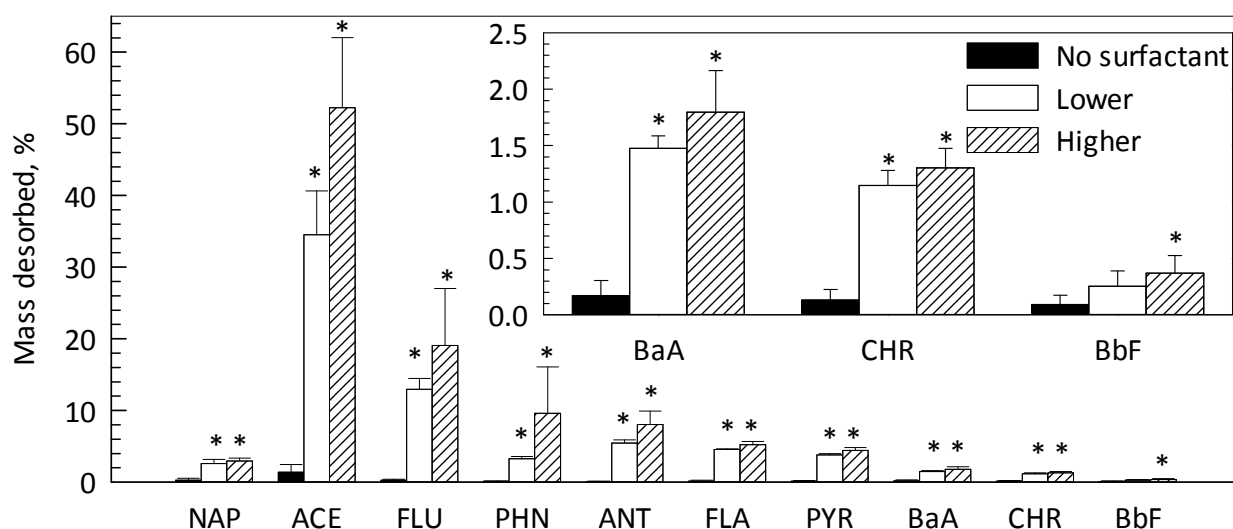 Mass desorbed, %
60
50
40
30
20
10
0
NAP ACE FLU PHN ANT FLA PYR BaA CHR BbF
* * * * * * * * * * * * * * * * * * *
2.5
2.0
1.5
1.0
0.5
0.0
* * * * *
BaA CHR BbF
No surfactant
Lower
Higher